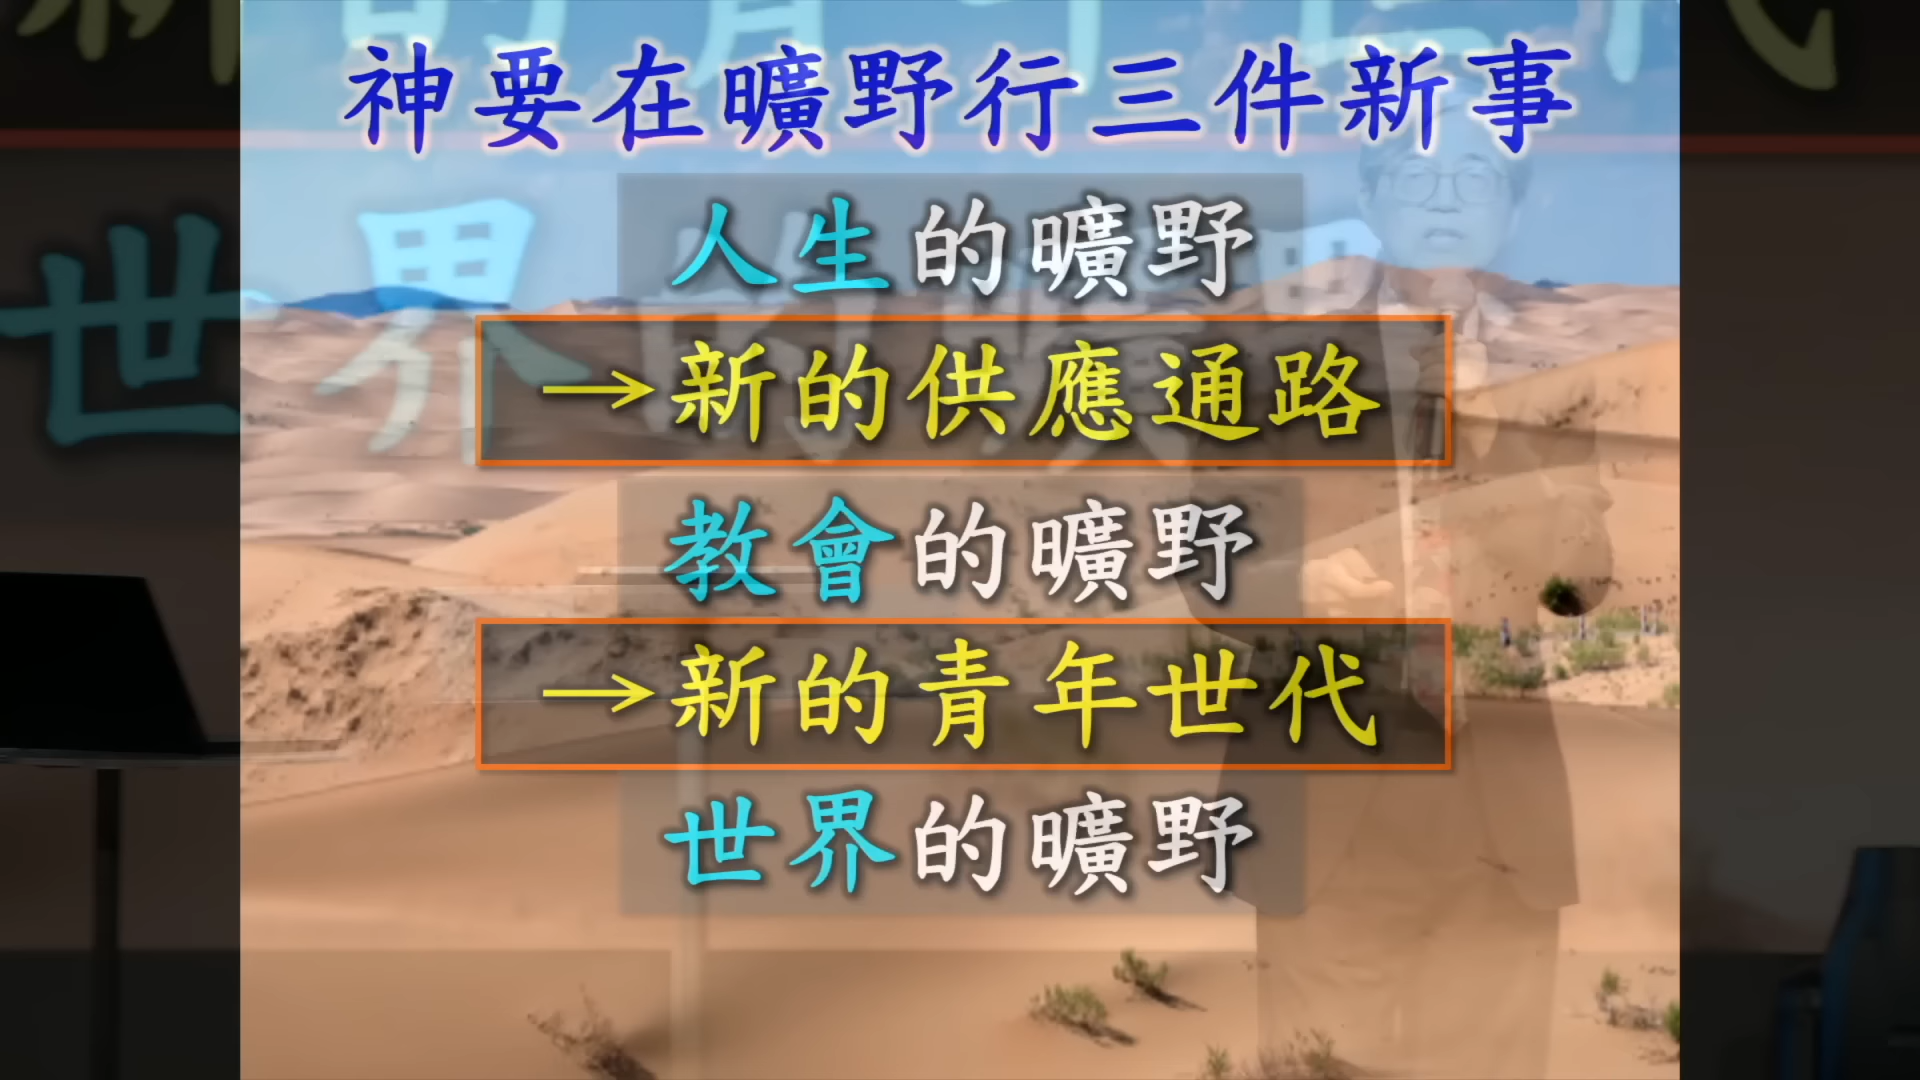 神要在曠野行三件新事
人生的曠野
→新的供應通路
教會的曠野
→新的青年世代
世界的曠野